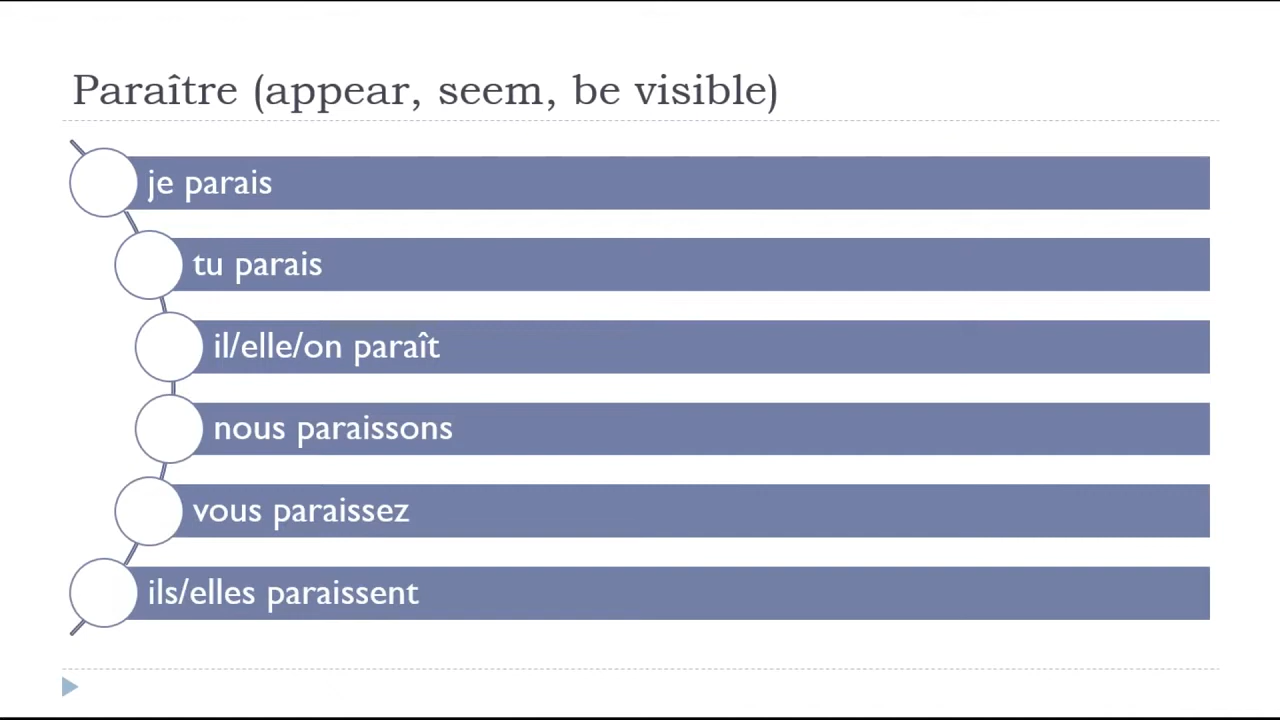 Paraître (appear, seem, be visible)
je parais
tu parais
il/elle/on paraît
nous paraissons
vous paraissez
ils/elles paraissent